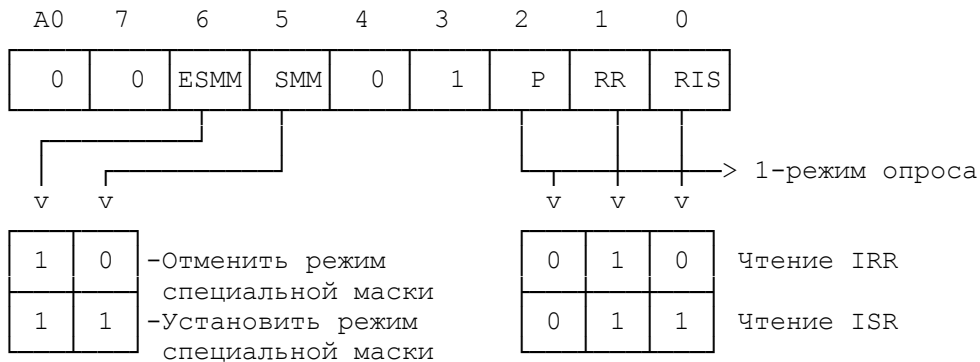 A0 7 6 5 4 3 2 1 0
0 0 ESMM SMM 0 1 P RR RIS
> 1-режим опроса
v v v v v
1 0 -Отменить режим 0 1 0 Чтение IRR
специальной маски
1 1 -Установить режим 0 1 1 Чтение ISR
специальной маски